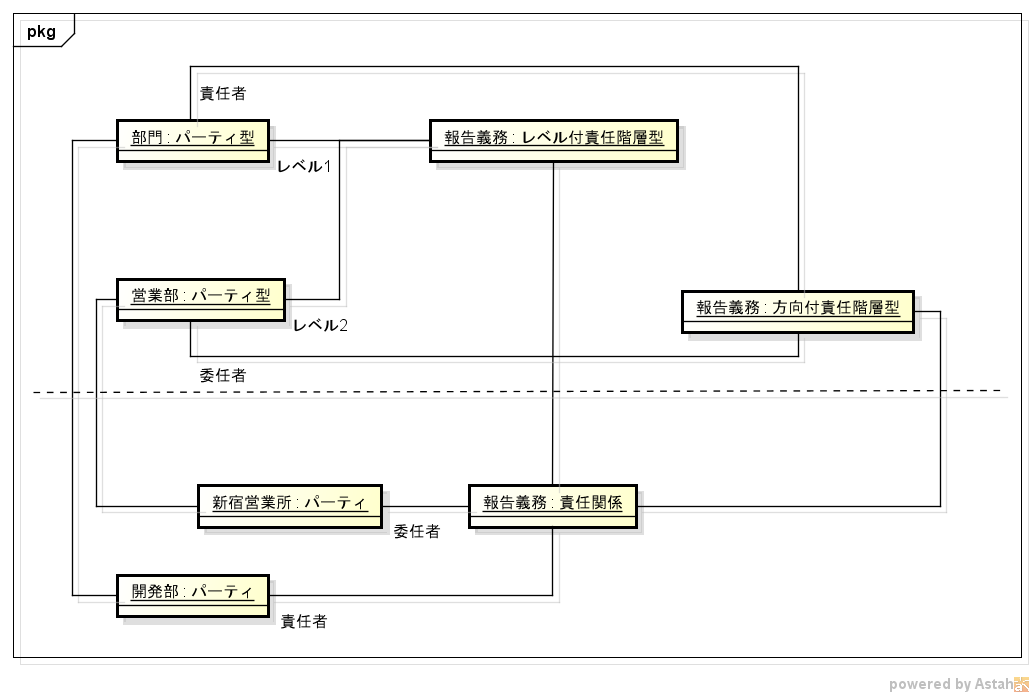 pkg
責任者
部門 : パーティ型
報告義務 : レベル付責任階層型
レベル1
営業部 : パーティ型
報告義務 : 方向付責任階層型
レベル2
委任者
新宿営業所 : パーティ
報告義務 : 責任関係
委任者
開発部 : パーティ
責任者
powered by Astah